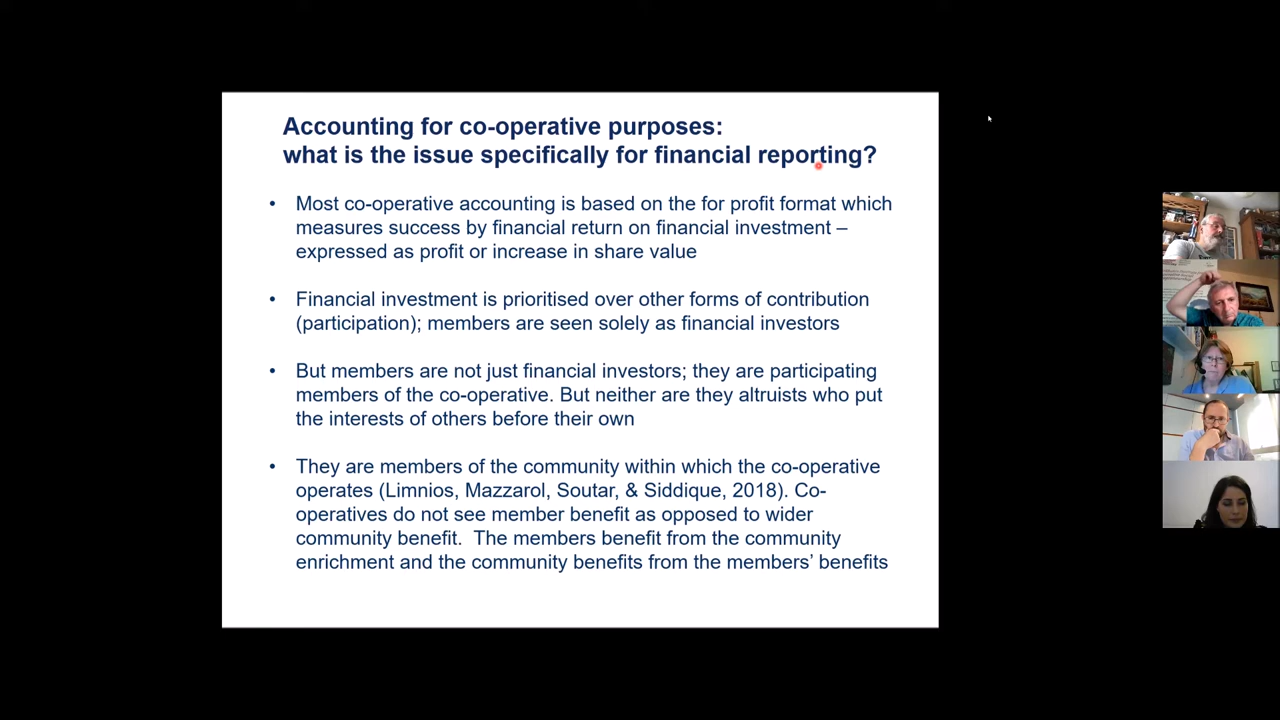 Accounting for co-operative purposes:
what is the issue specifically for financial reporting?
• Most co-operative accounting is based on the for profit format which
measures success by financial return on financial investment –
expressed as profit or increase in share value
• Financial investment is prioritised over other forms of contribution
(participation); members are seen solely as financial investors
• But members are not just financial investors; they are participating
members of the co-operative. But neither are they altruists who put
the interests of others before their own
• They are members of the community within which the co-operative
operates (Limnios, Mazzarol, Soutar, & Siddique, 2018). Co-
operatives do not see member benefit as opposed to wider
community benefit.  The members benefit from the community
enrichment and the community benefits from the members’ benefits